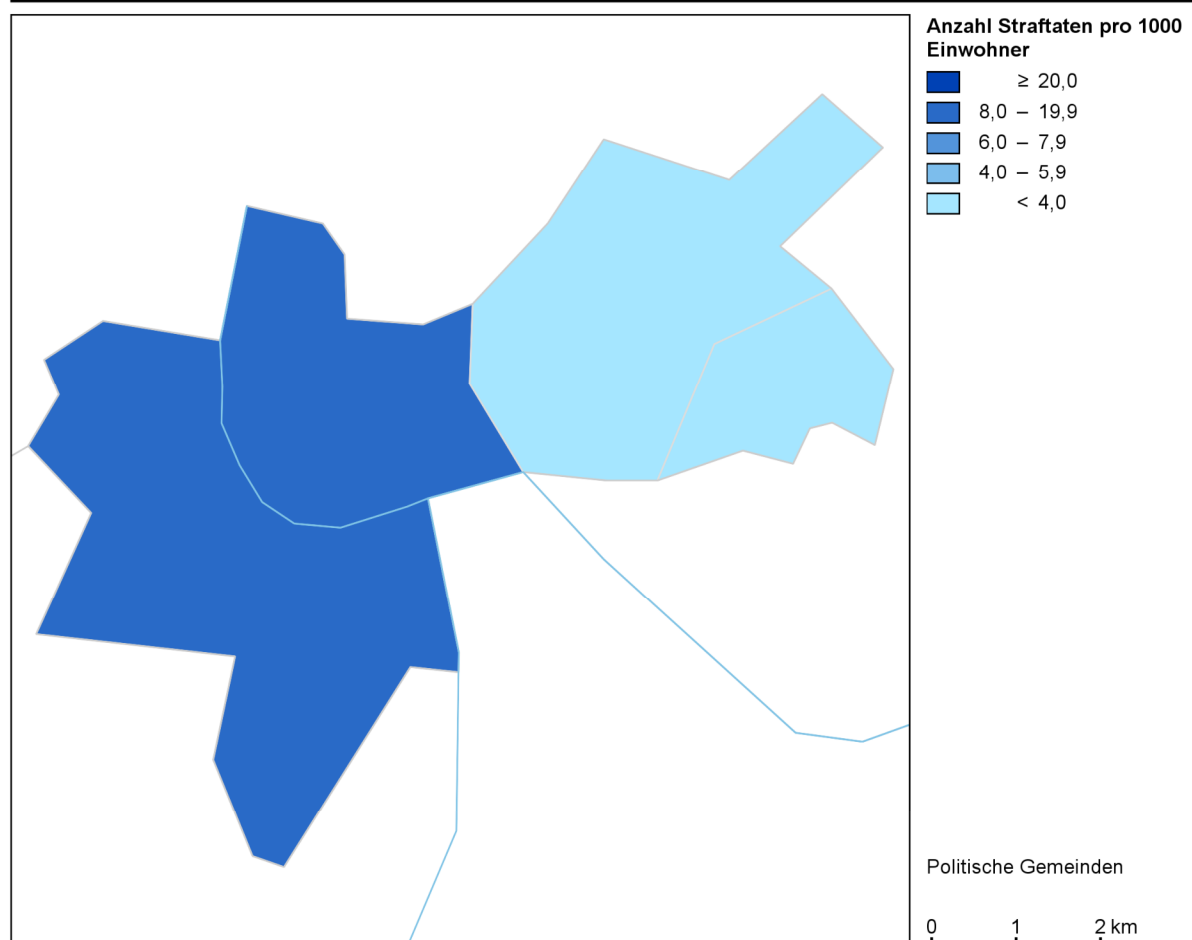 Anzahl Straftaten pro 1000
Einwohner
≥ 20,0
8,0 – 19,9
6,0 – 7,9
4,0 – 5,9
< 4,0
Politische Gemeinden
0 1 2 km